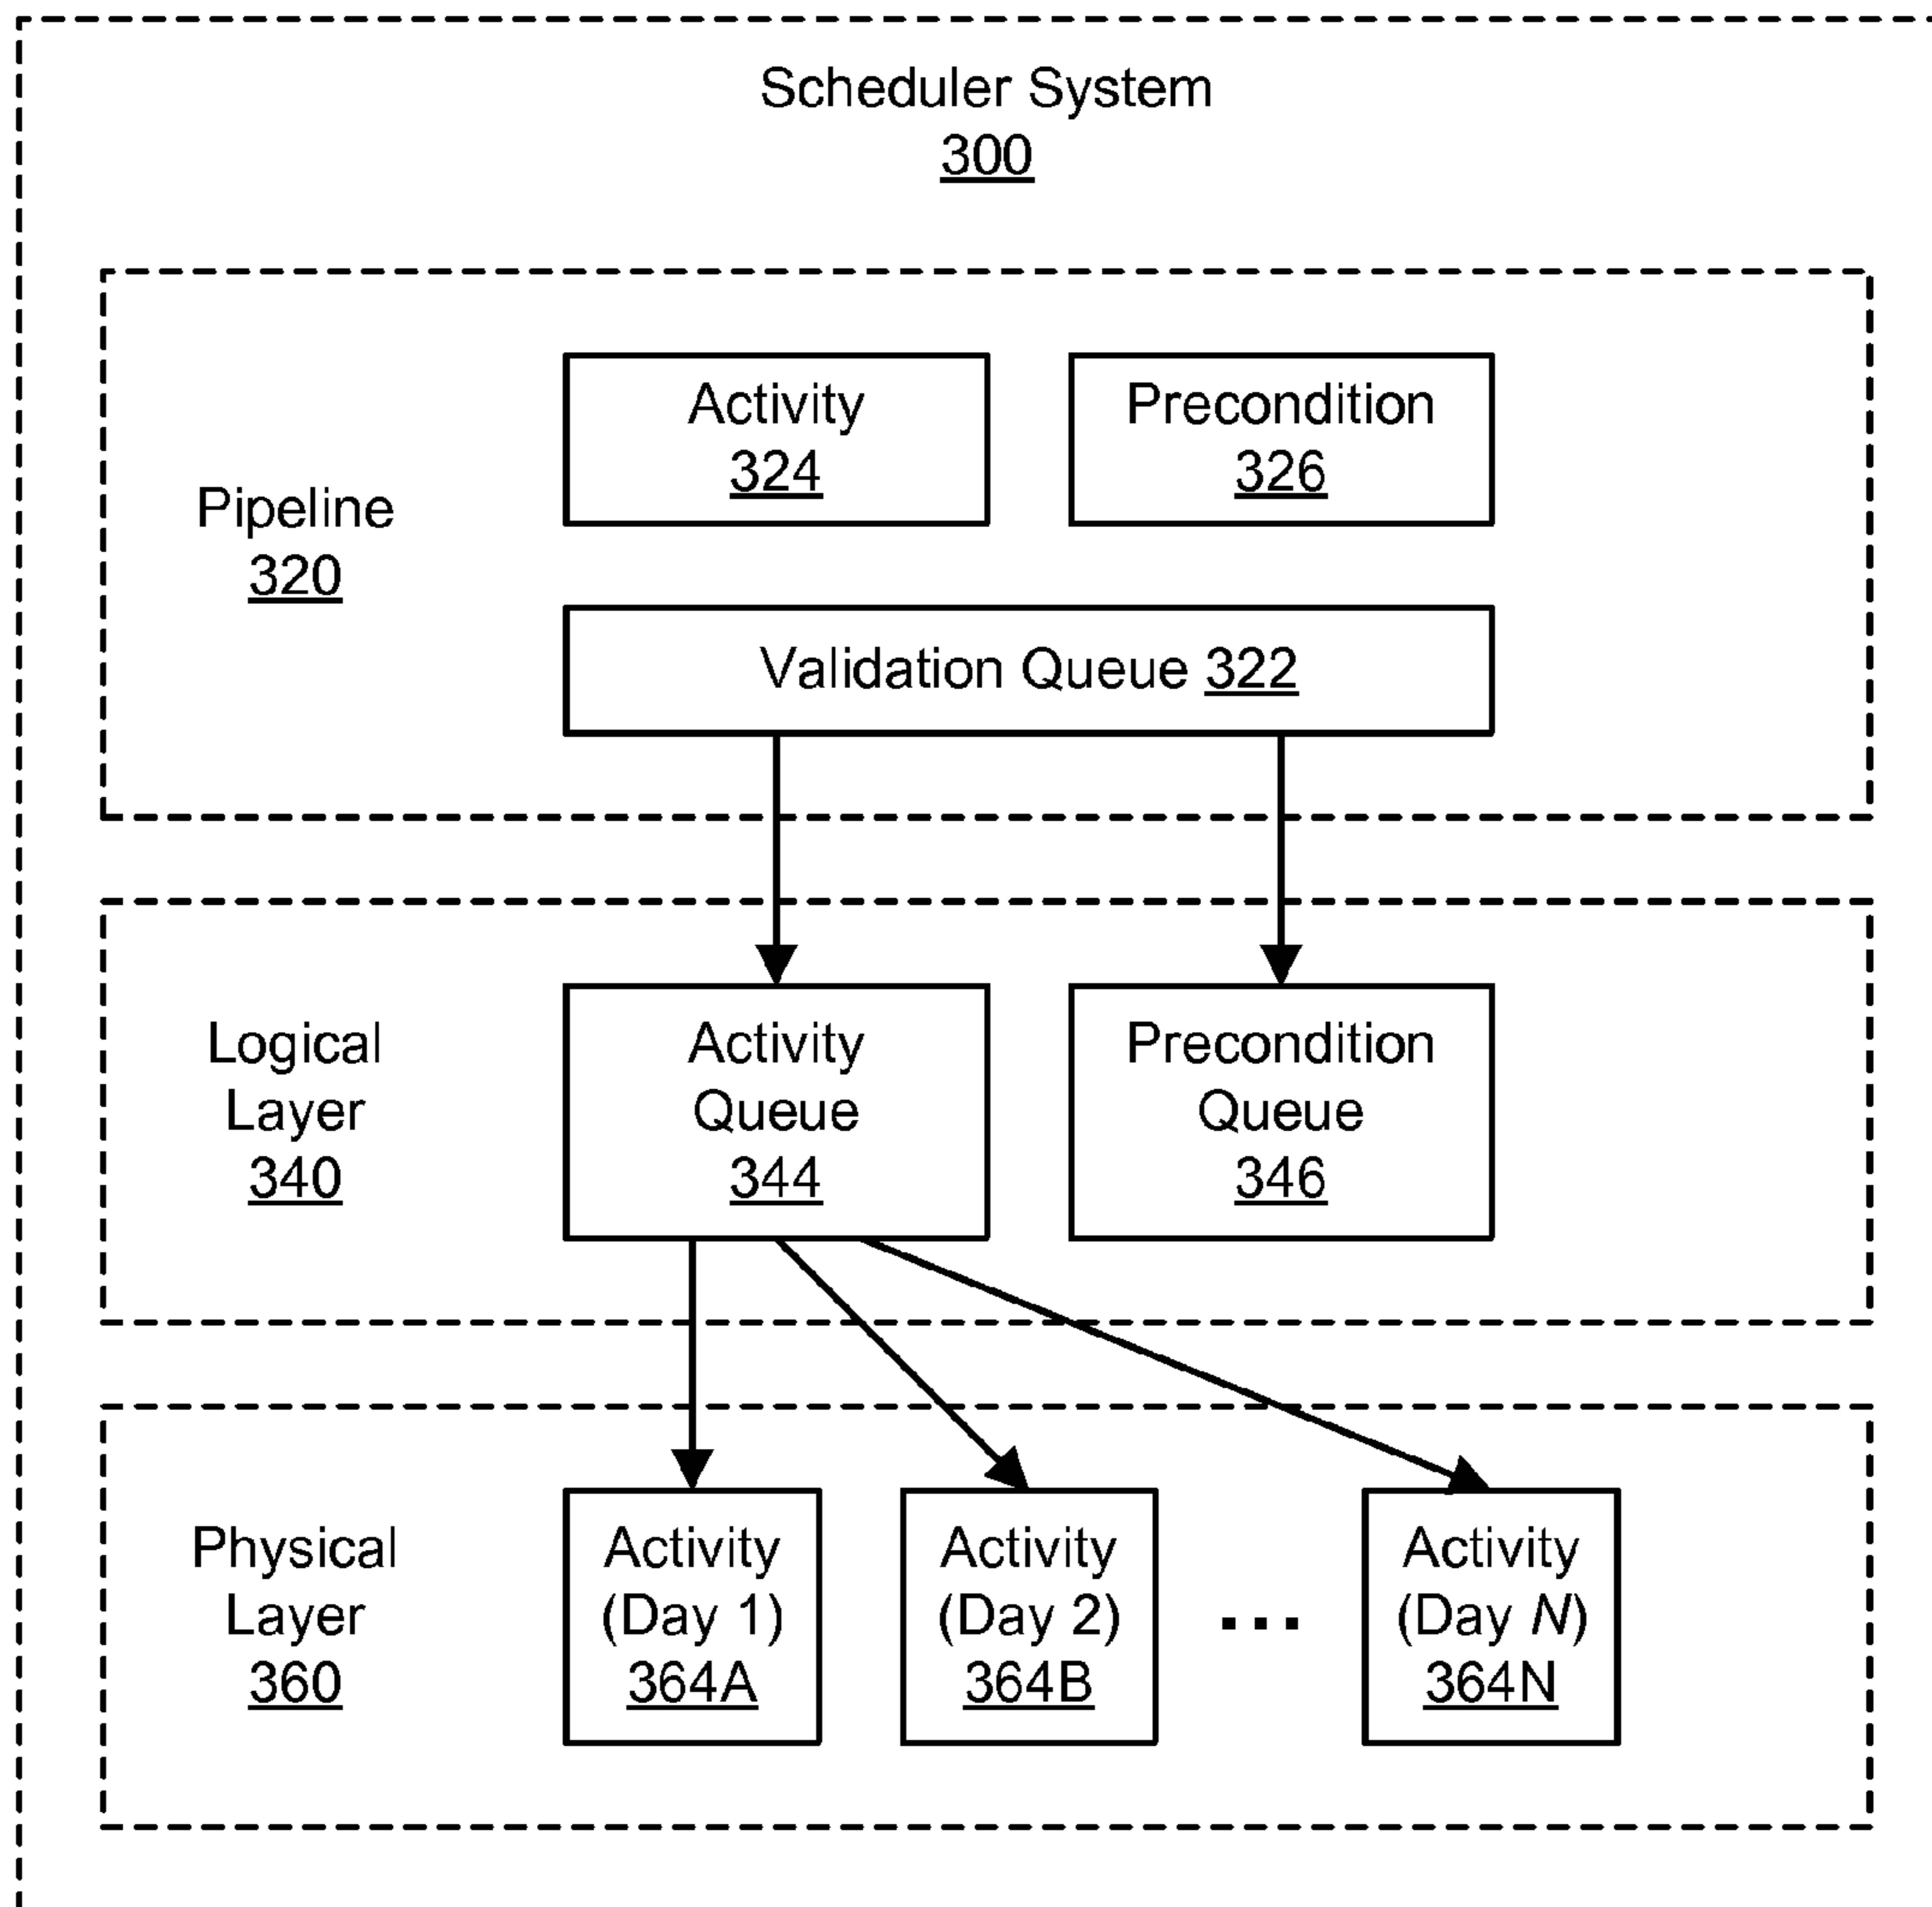 Scheduler System
300
Pipeline
320
Activity
324
Precondition
326
Validation Queue 322
Logical
Layer
340
Activity
Queue
344
Precondition
Queue
346
Physical
Layer
360
Activity
(Day 1)
364A
Activity
(Day 2)
364B
...
Activity
(Day N)
364N